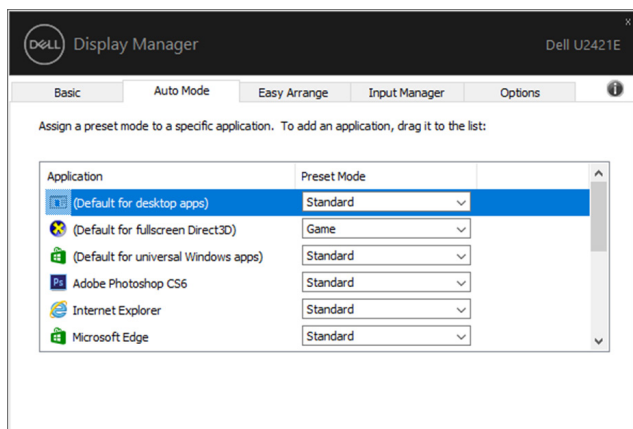 x
DELL Display Manager Dell U2421E
Basic Auto Mode Easy Arrange Input Manager Options i
Assign a preset mode to a specific application. To add an application, drag it to the list:
Application Preset Mode
(Default for desktop apps) Standard
(Default for fullscreen Direct3D) Game
(Default for universal Windows apps) Standard
Ps Adobe Photoshop CS6 Standard
Internet Explorer Standard
Microsoft Edge Standard